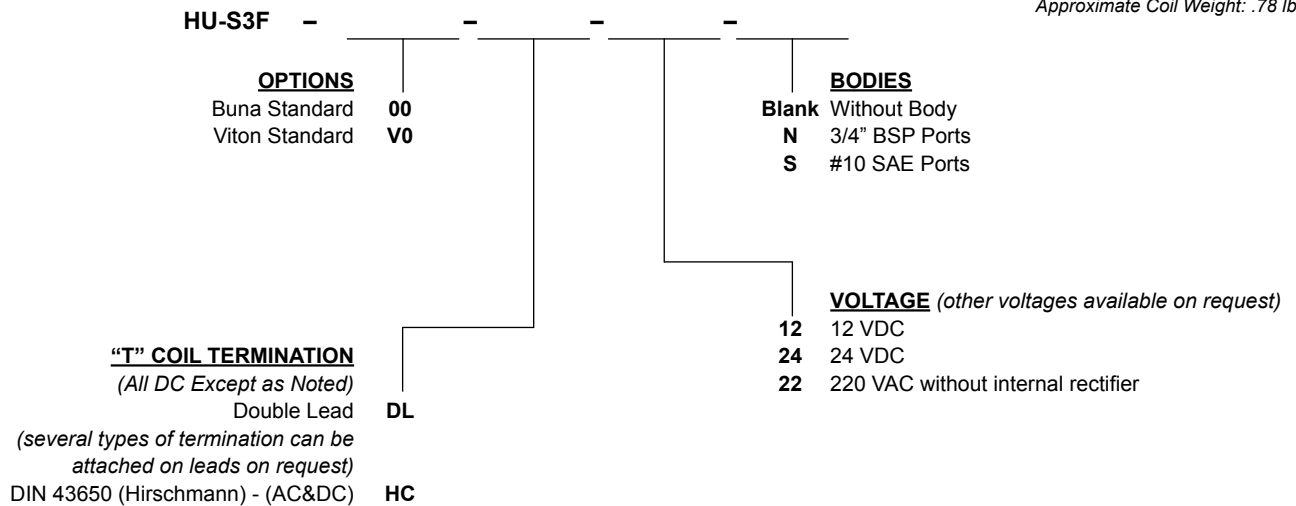 Approximate Coil Weight: .78 lb
HU-S3F – – – –
OPTIONS
Buna Standard 00
Viton Standard V0
BODIES
Blank Without Body
N 3/4” BSP Ports
S #10 SAE Ports
VOLTAGE (other voltages available on request)
12 12 VDC
24 24 VDC
22 220 VAC without internal rectifier
“T” COIL TERMINATION
(All DC Except as Noted)
Double Lead DL
(several types of termination can be
attached on leads on request)
DIN 43650 (Hirschmann) - (AC&DC) HC